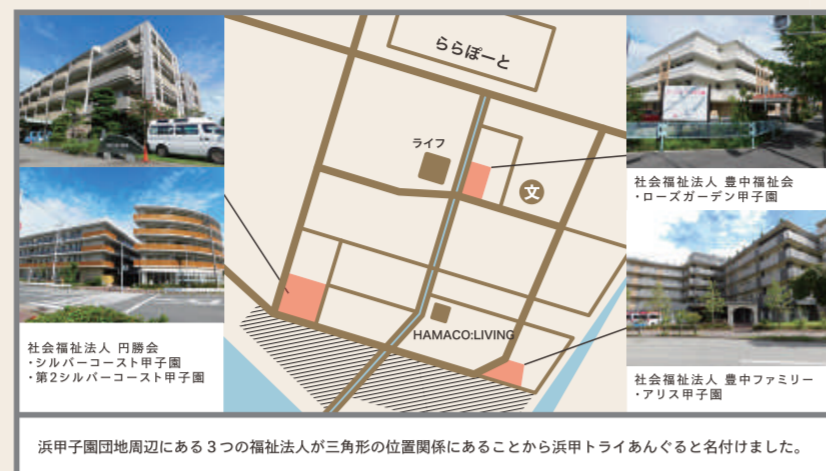 ららぽーと
ライフ
文
HAMACO:LIVING
社会福祉法人 円勝会
・シルバーコースト甲子園
・第2シルバーコースト甲子園
社会福祉法人 豊中福祉会
・ローズガーデン甲子園
社会福祉法人 豊中ファミリー
・アリス甲子園
浜甲子園団地周辺にある3つの福祉法人が三角形の位置関係にあることから浜甲トライあんぐると名付けました。